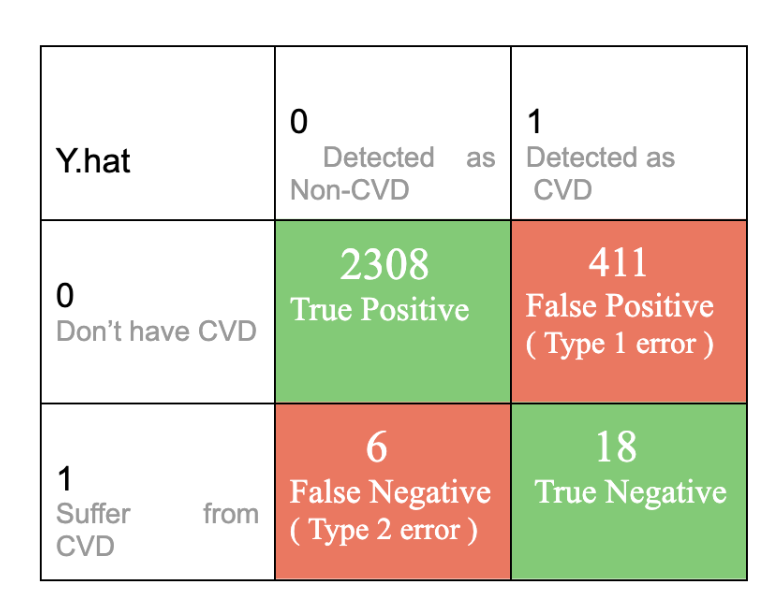 Y.hat
0
Detected as
Non-CVD
1
Detected as
CVD
0
Don't have CVD
2308
True Positive
411
False Positive
( Type 1 error )
1
Suffer from
CVD
6
False Negative
( Type 2 error )
18
True Negative